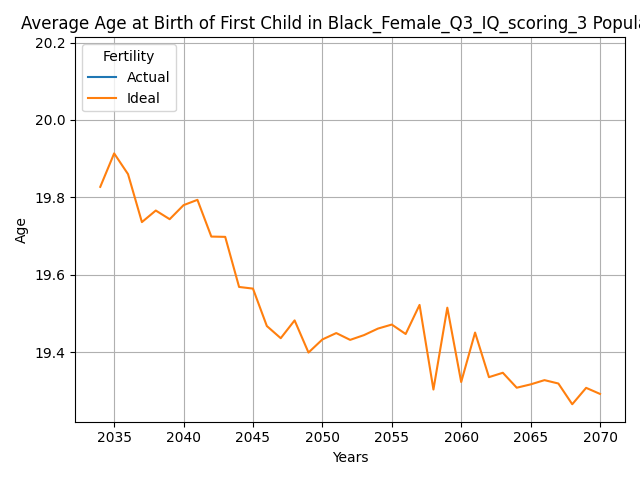 Average Age at Birth of First Child in Black_Female_Q3_IQ_scoring_3 Popula
20.2
20.0
19.8
19.6
19.4
Age
Fertility
Actual
Ideal
2035 2040 2045 2050 2055 2060 2065 2070
Years